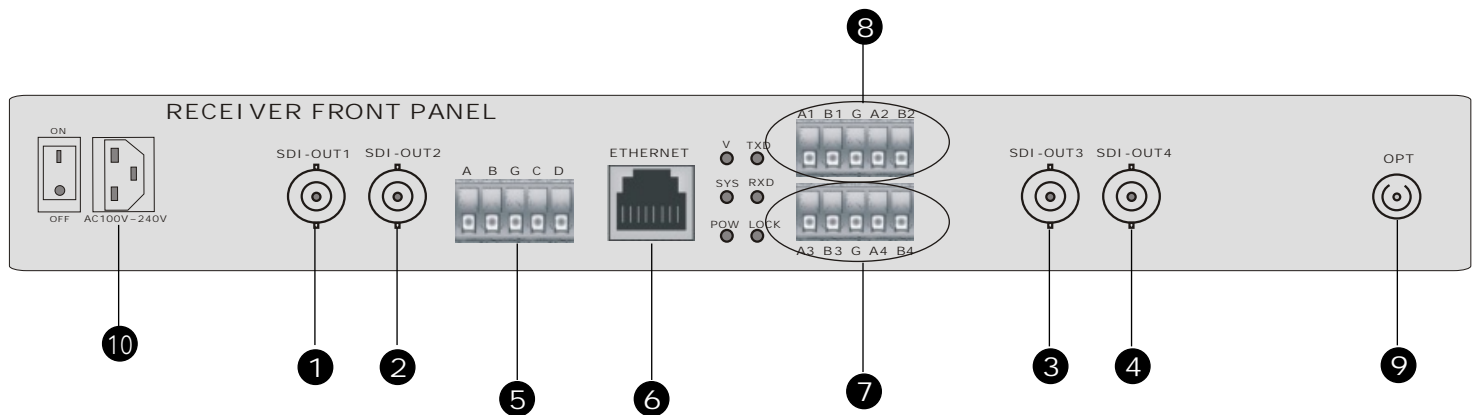 8
RECEIVER FRONT PANEL
A1 B1 G A2 B2
ON
SDI-OUT1 SDI-OUT2
ETHERNET
V TXD
SDI-OUT3 SDI-OUT4
OPT
A B G C D
SYS RXD
OFF
AC100V-240V
POW LOCK
A3 B3 G A4 B4
10
1
2
5
6
7
3
4
9